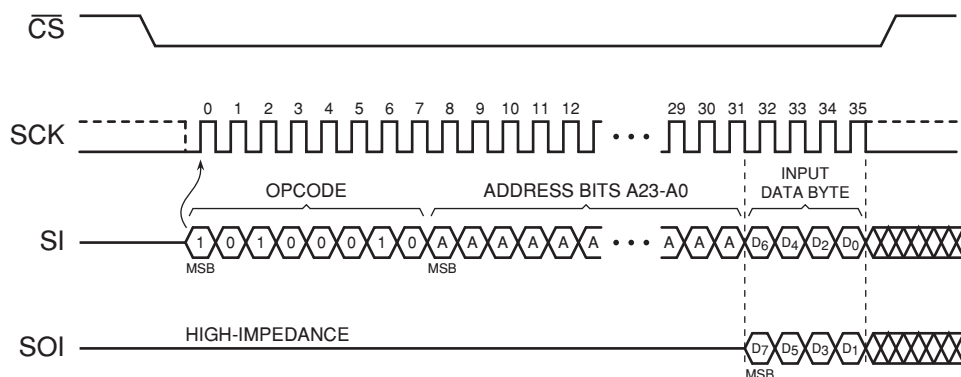 CS
0 1 2 3 4 5 6 7 8 9 10 11 12 29 30 31 32 33 34 35
SCK
OPCODE ADDRESS BITS A23-A0 INPUT DATA BYTE
SI 1 0 1 0 0 0 1 0 A A A A A A A A A D6 D4 D2 D0
MSB MSB
HIGH-IMPEDANCE
SOI D7 D5 D3 D1
MSB